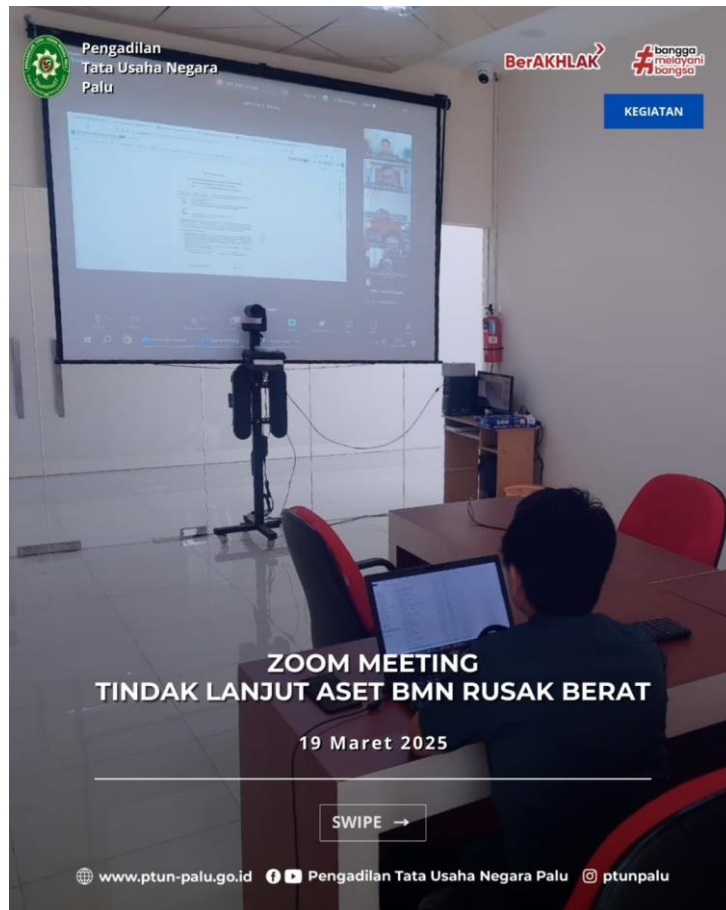 Pengadilan
Tata Usaha Negara
Palu
BerAKHLAK
#bangga
melayani
bangsa
KEGIATAN
ZOOM MEETING
TINDAK LANJUT ASET BMN RUSAK BERAT
19 Maret 2025
SWIPE →
www.ptun-palu.go.id Pengadilan Tata Usaha Negara Palu ptunpalu